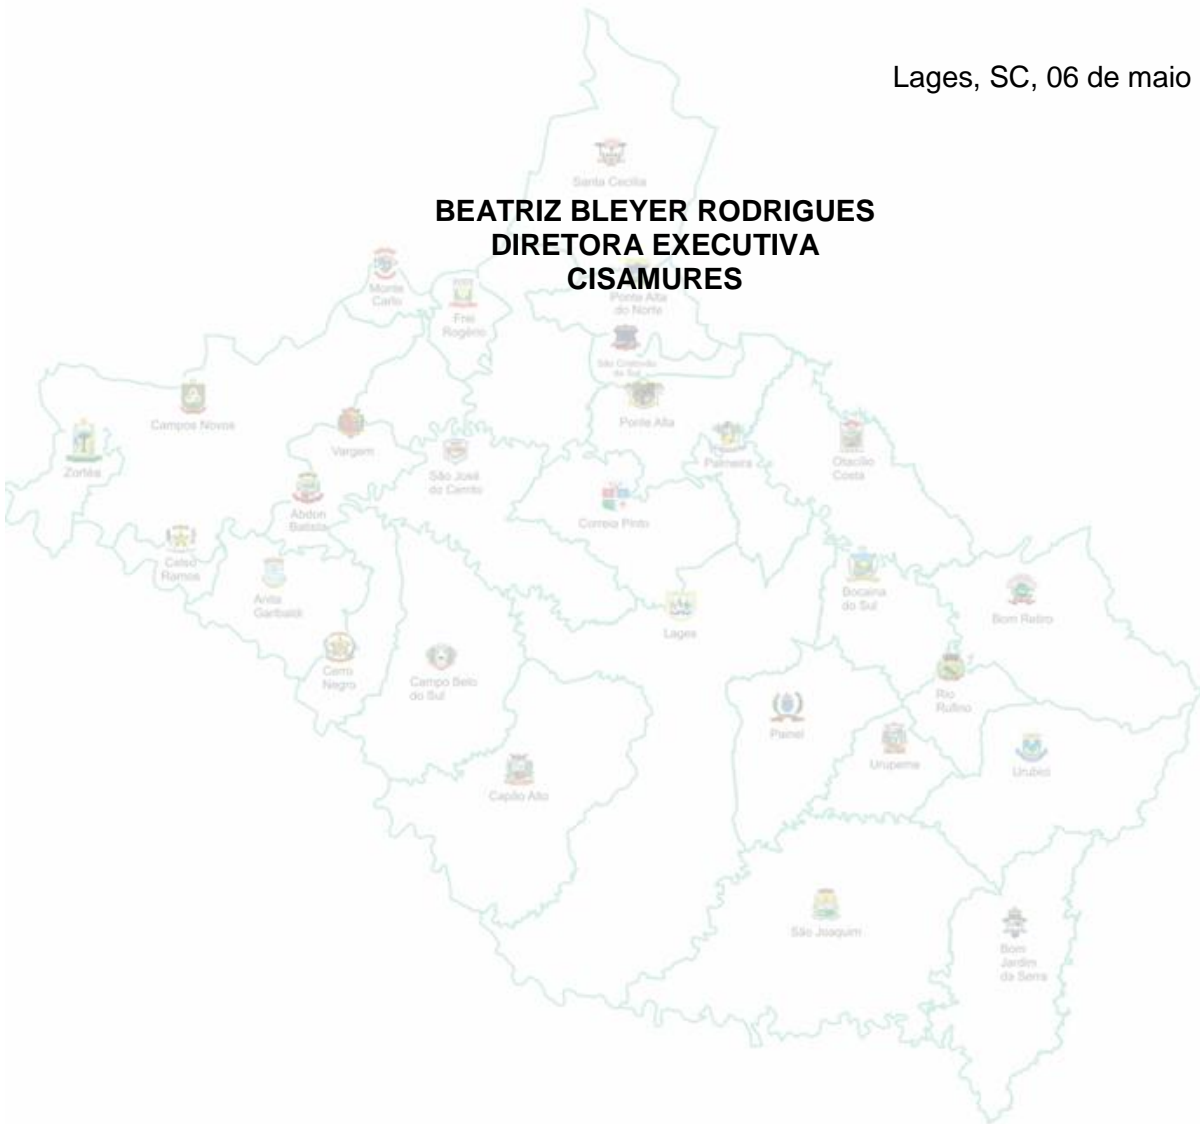 Lages, SC, 06 de maio
Santa Cecília
BEATRIZ BLEYER RODRIGUES
DIRETORA EXECUTIVA
CISAMURES
Monte
Carlo
Frei
Rogério
Ponte Alta
do Norte
São Cristovão
do Sul
Campos Novos
Vargem
Ponte Alta
Palmeira
Otacílio
Costa
Zortéa
São José
do Cerrito
Abdon
Batista
Correia Pinto
Celso
Ramos
Anita
Garibaldi
Bocaina
do Sul
Bom Retiro
Lages
Cerro
Negro
Campo Belo
do Sul
Rio
Rufino
Painel
Urupema
Urubici
Capão Alto
São Joaquim
Bom
Jardim
da Serra